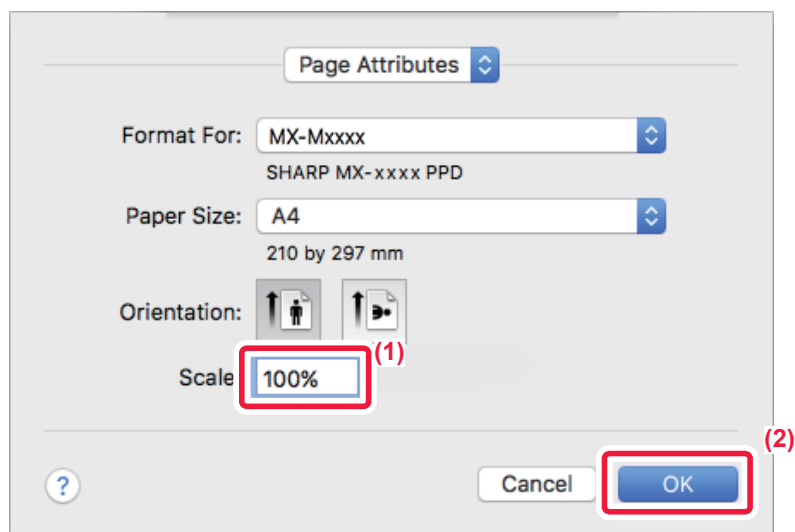 Page Attributes
Format For: MX-Mxxxx
SHARP MX-xxxx PPD
Paper Size: A4
210 by 297 mm
Orientation:
(1)
Scale 100%
(2)
? Cancel OK